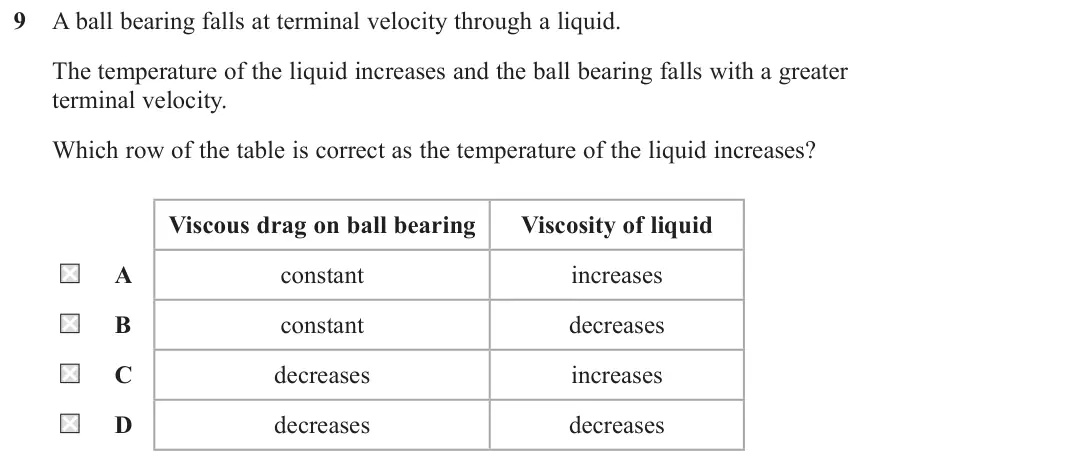 9 A ball bearing falls at terminal velocity through a liquid.
The temperature of the liquid increases and the ball bearing falls with a greater
terminal velocity.
Which row of the table is correct as the temperature of the liquid increases?
Viscous drag on ball bearing Viscosity of liquid
A constant increases
B constant decreases
C decreases increases
D decreases decreases